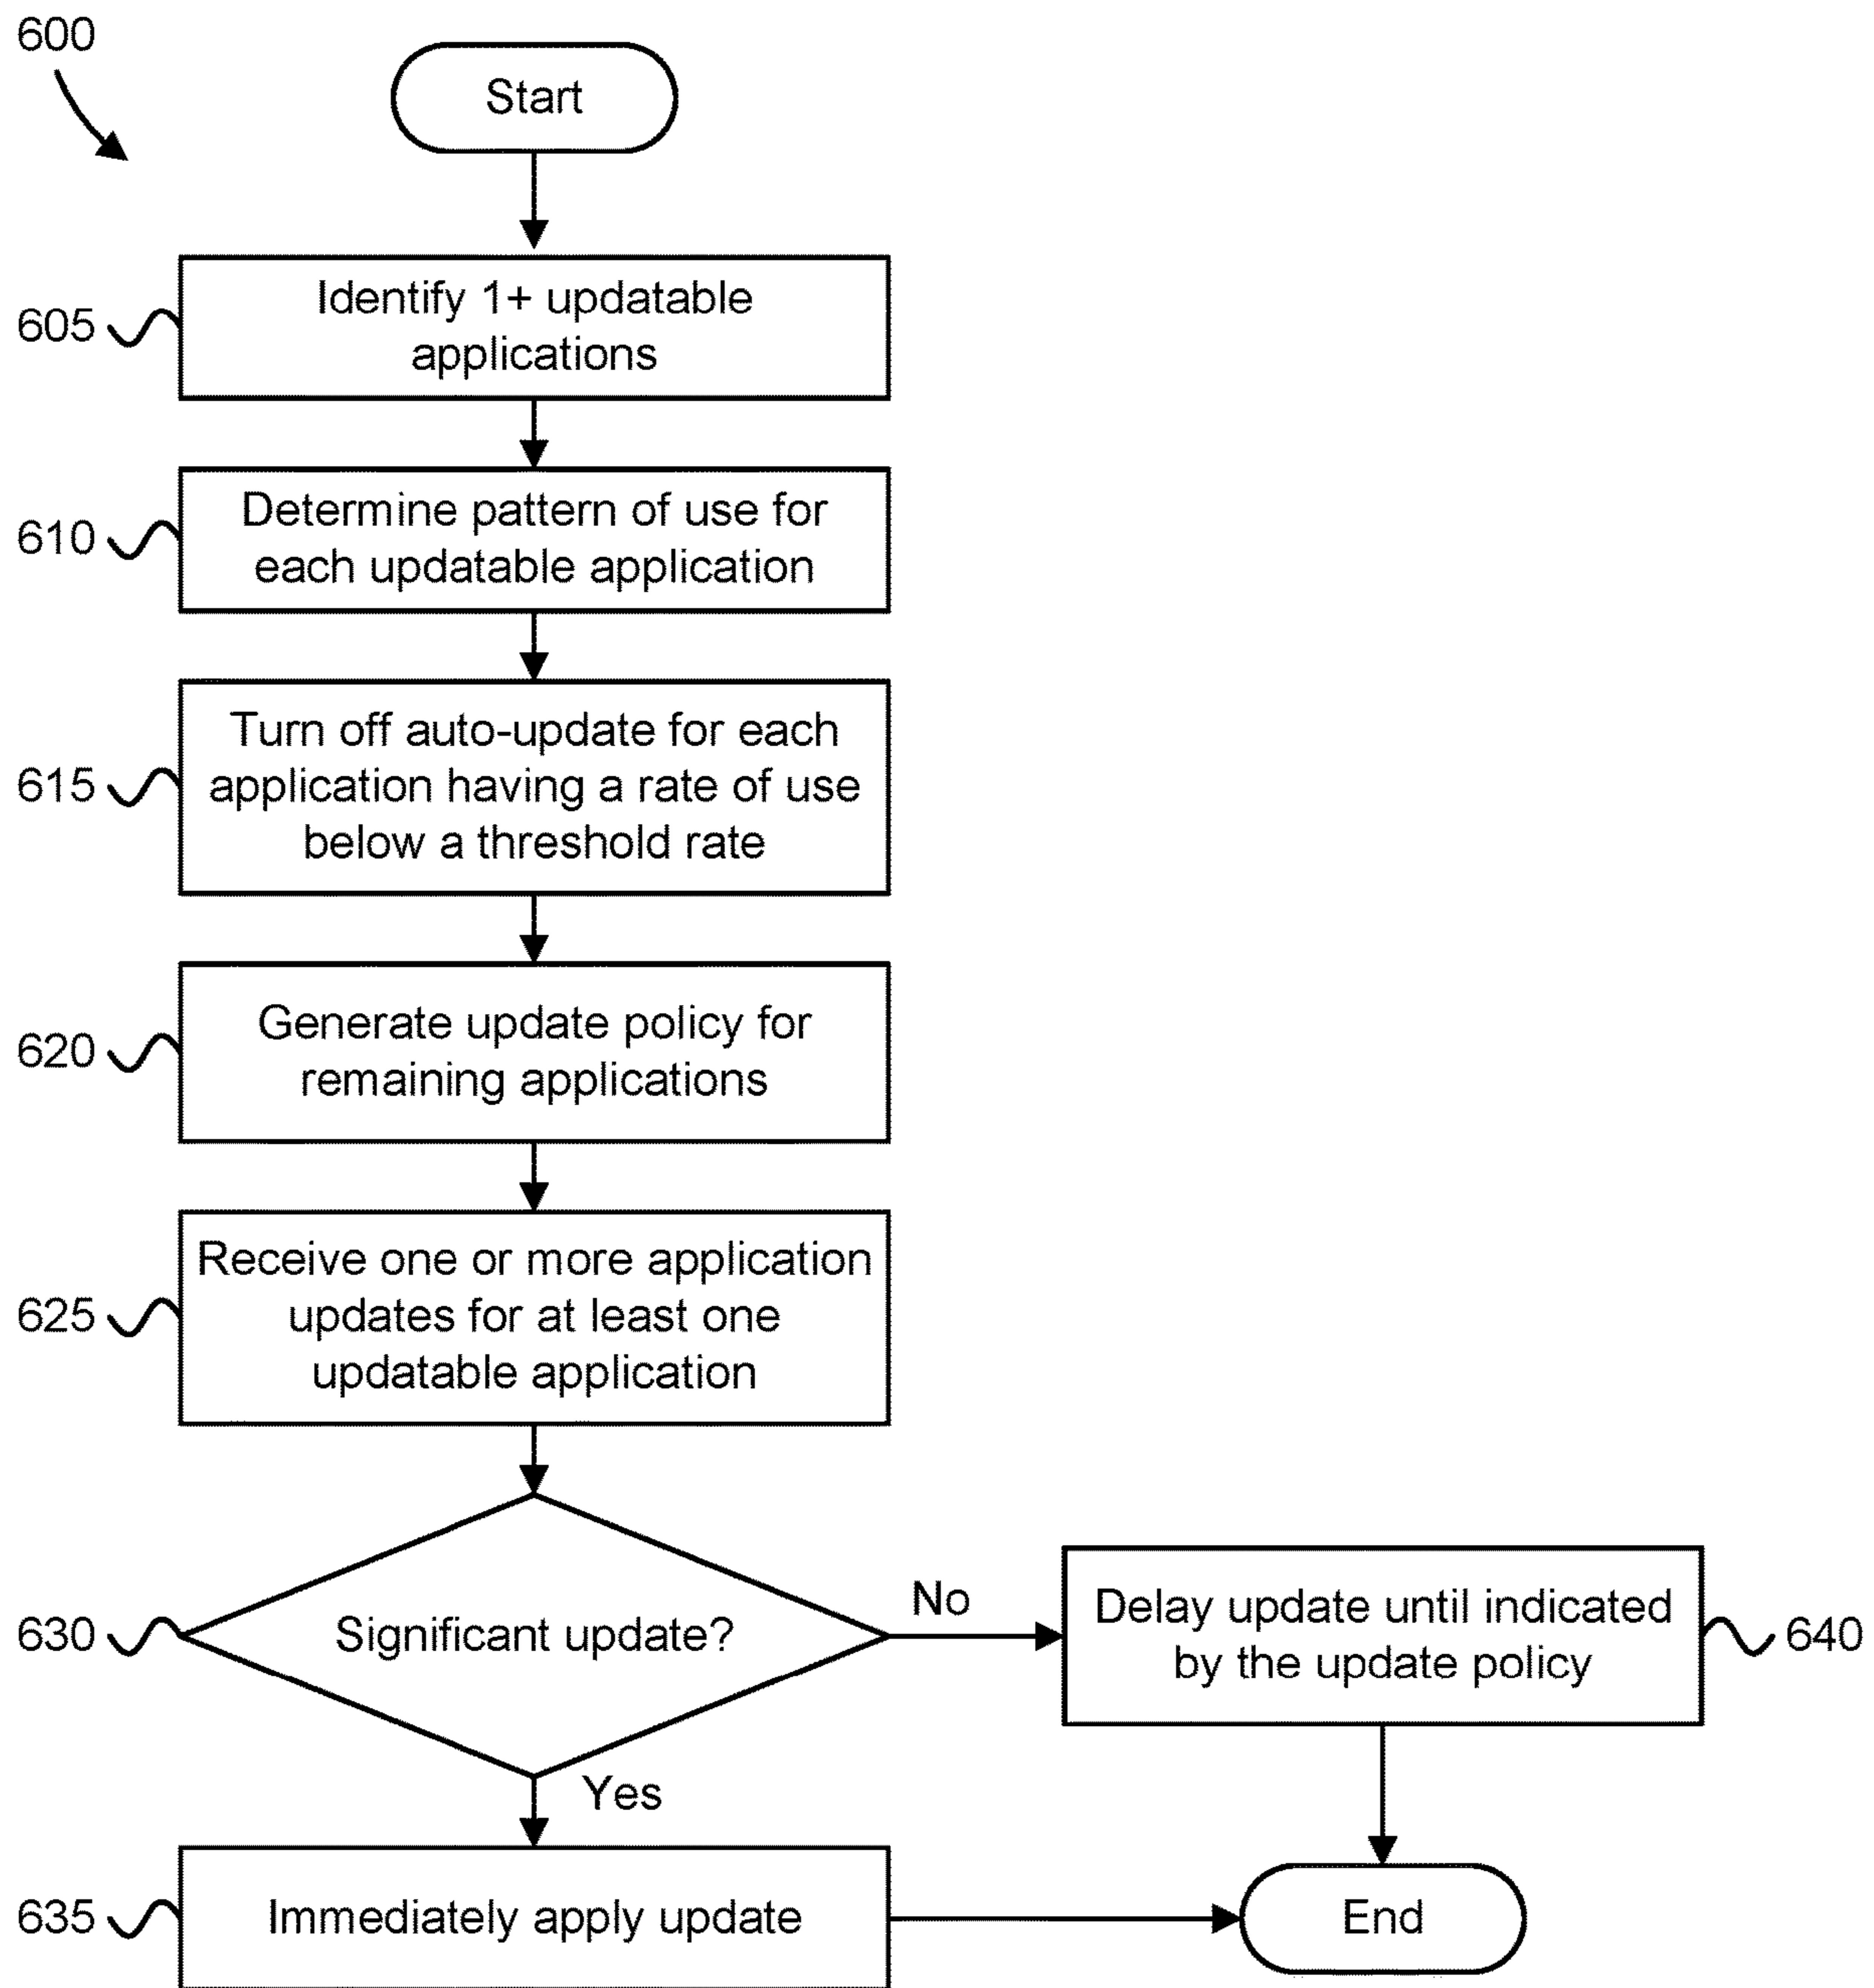 600
Start
605
Identify 1+ updatable
applications
610
Determine pattern of use for
each updatable application
615
Turn off auto-update for each
application having a rate of use
below a threshold rate
620
Generate update policy for
remaining applications
625
Receive one or more application
updates for at least one
updatable application
630
Significant update?
No
Delay update until indicated
by the update policy
640
Yes
635
Immediately apply update
End